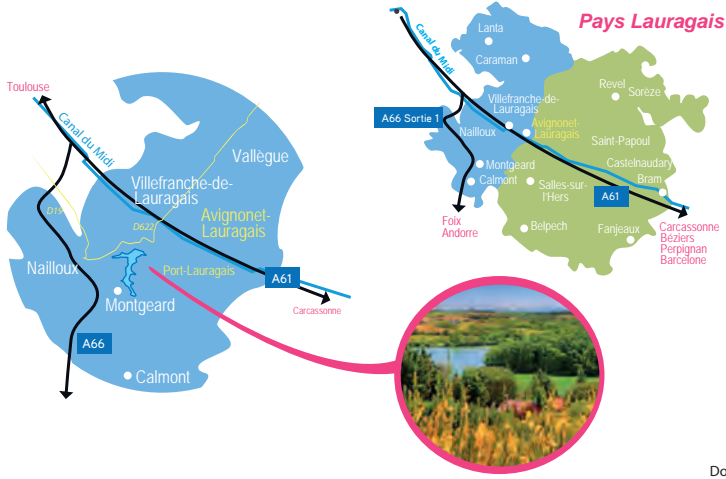 Pays Lauragais
Canal du Midi
Lanta
Caraman
Revel
Sorèze
Villefranche-de-
Lauragais
A66 Sortie 1
Nailloux
Avignonet-
Lauragais
Saint-Papoul
Castelnaudary
Montgeard
Calmont
Salles-sur-
l'Hers
Bram
A61
Belpech
Fanjeaux
Foix
Andorre
Carcassonne
Béziers
Perpignan
Barcelone
Toulouse
Canal du Midi
Vallègue
Villefranche-de-
Lauragais
D19
Avignonet-
Lauragais
D622
Nailloux
Port-Lauragais
A61
Montgeard
Carcassonne
A66
Calmont
Do